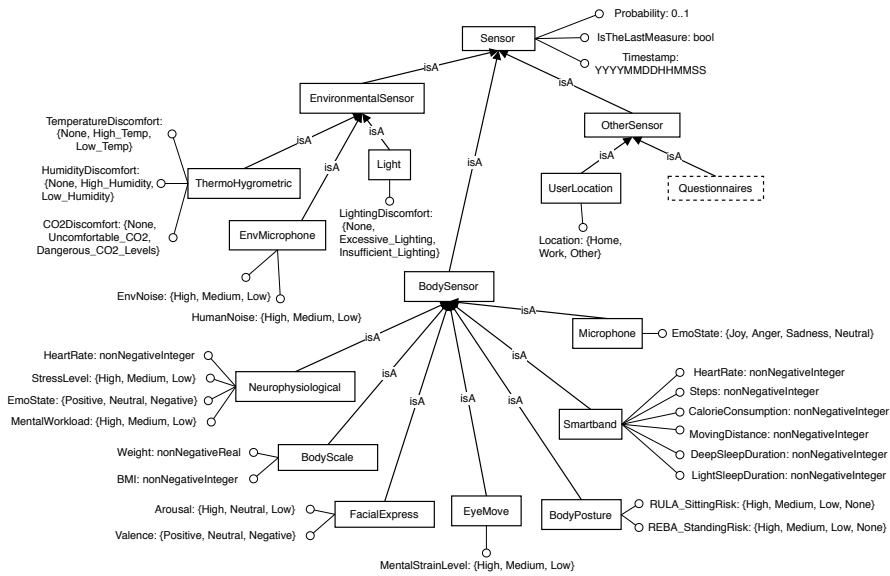 Probability: 0..1
Sensor
IsTheLastMeasure: bool
Timestamp:
YYYYMMDDHHMMSS
isA
isA
EnvironmentalSensor
OtherSensor
TemperatureDiscomfort:
{None, High_Temp,
Low_Temp}
isA
isA
isA
isA
isA
isA
Light
HumidityDiscomfort:
{None, High_Humidity,
Low_Humidity}
ThermoHygrometric
UserLocation
Questionnaires
LightingDiscomfort:
{None,
Excessive_Lighting,
Insufficient_Lighting}
CO2Discomfort: {None,
Uncomfortable_CO2,
Dangerous_CO2_Levels}
EnvMicrophone
Location: {Home,
Work, Other}
BodySensor
EnvNoise: {High, Medium, Low}
HumanNoise: {High, Medium, Low}
isA
Microphone
EmoState: {Joy, Anger, Sadness, Neutral}
isA
isA
HeartRate: nonNegativeInteger
StressLevel: {High, Medium, Low}
EmoState: {Positive, Neutral, Negative}
MentalWorkload: {High, Medium, Low}
Neurophysiological
isA
isA
isA
isA
HeartRate: nonNegativeInteger
Steps: nonNegativeInteger
CalorieConsumption: nonNegativeInteger
MovingDistance: nonNegativeInteger
DeepSleepDuration: nonNegativeInteger
LightSleepDuration: nonNegativeInteger
Smartband
Weight: nonNegativeReal
BodyScale
BMI: nonNegativeInteger
Arousal: {High, Neutral, Low}
FacialExpress
Valence: {Positive, Neutral, Negative}
EyeMove
MentalStrainLevel: {High, Medium, Low}
BodyPosture
RULA_SittingRisk: {High, Medium, Low, None}
REBA_StandingRisk: {High, Medium, Low, None}